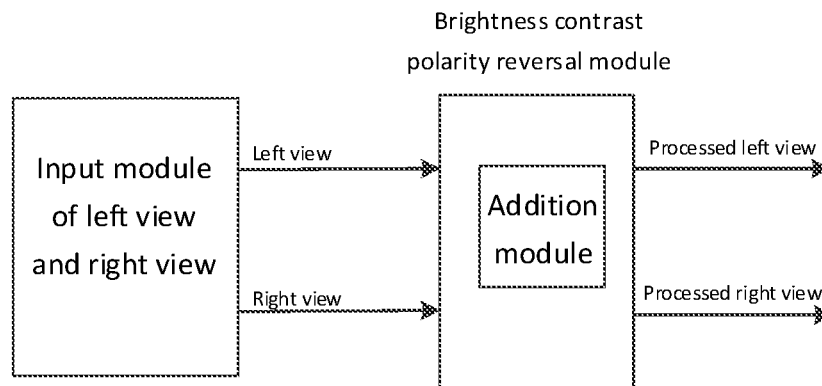 Brightness contrast
polarity reversal module
Input module
of left view
and right view
Left view
Right view
Addition
module
Processed left view
Processed right view